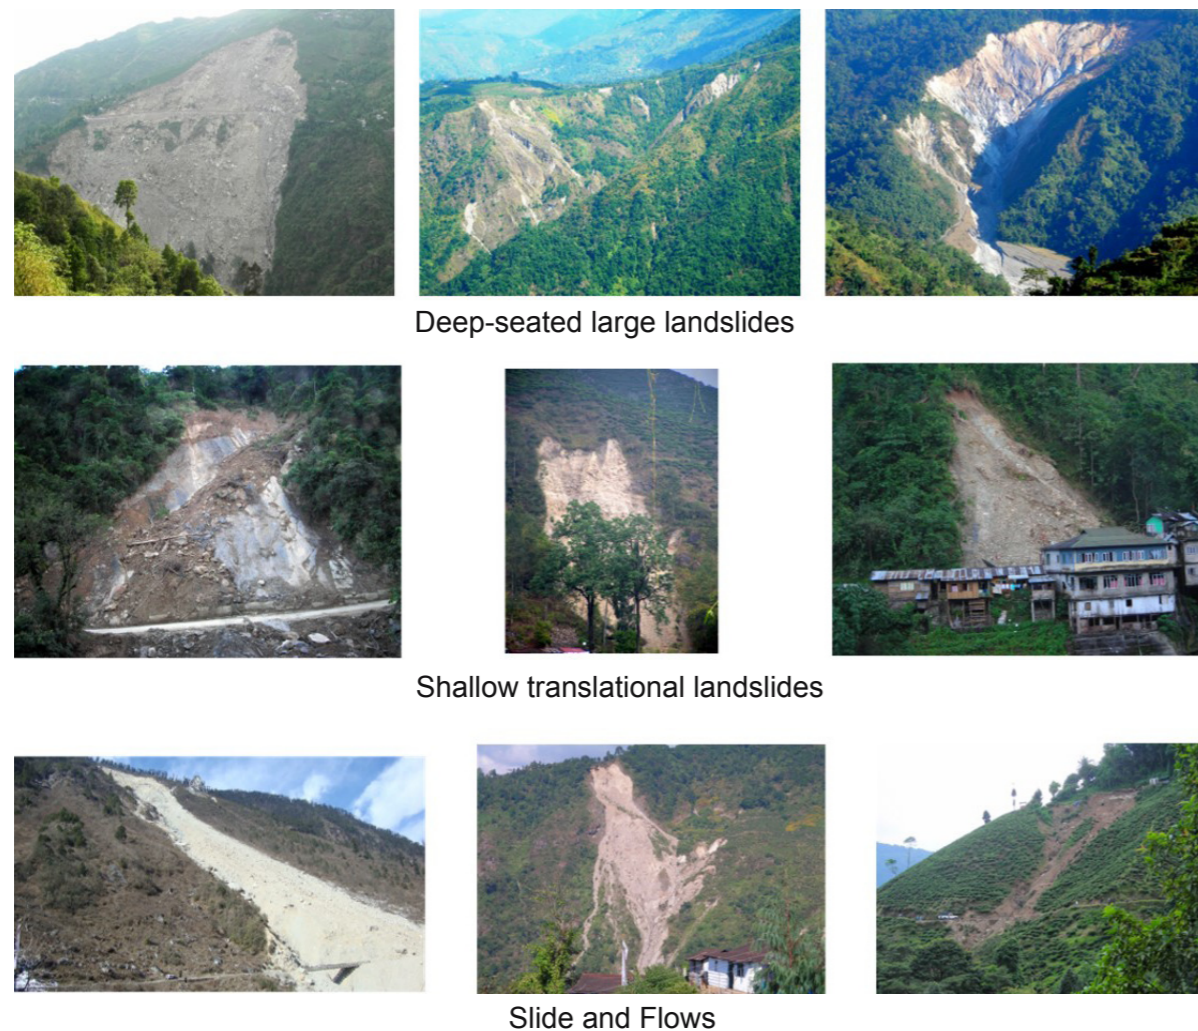 Deep-seated large landslides
Shallow translational landslides
Slide and Flows